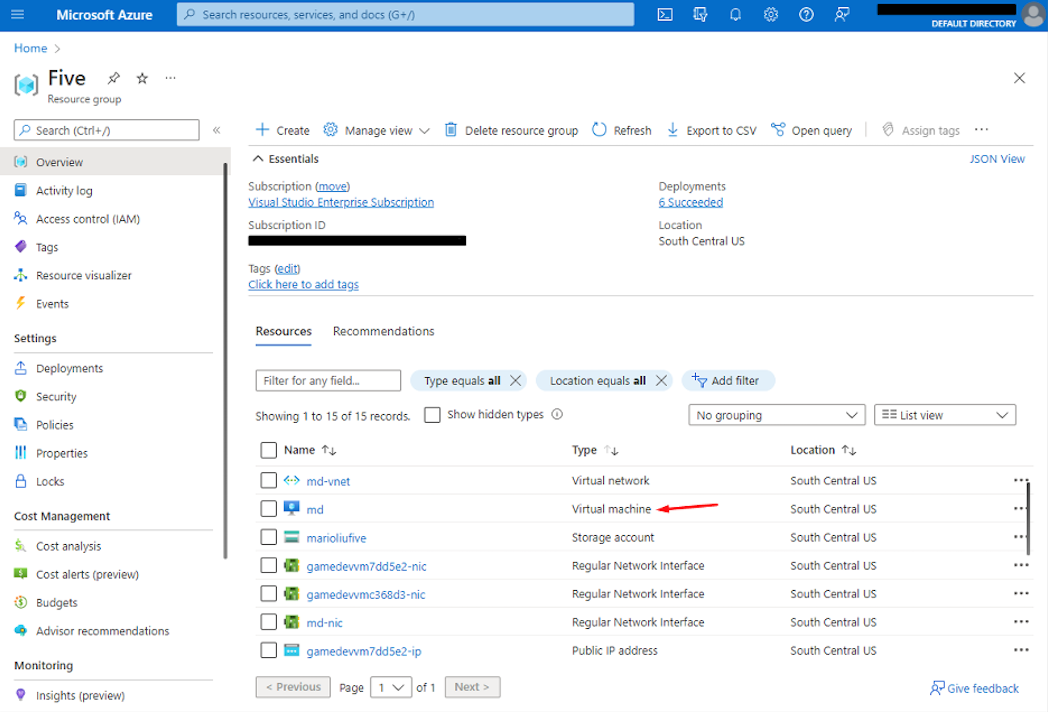 Microsoft Azure
Search resources, services, and docs (G+/)
DEFAULT DIRECTORY
Home >
Five
Resource group
Search (Ctrl+/)
Overview
Activity log
Access control (IAM)
Tags
Resource visualizer
Events
Settings
Deployments
Security
Policies
Properties
Locks
Cost Management
Cost analysis
Cost alerts (preview)
Budgets
Advisor recommendations
Monitoring
Insights (preview)
Create Manage view Delete resource group Refresh Export to CSV Open query Assign tags ...
Essentials
JSON View
Subscription (move)
Visual Studio Enterprise Subscription
Subscription ID
Deployments
6 Succeeded
Location
South Central US
Tags (edit)
Click here to add tags
Resources Recommendations
Filter for any field... Type equals all Location equals all Add filter
Showing 1 to 15 of 15 records. Show hidden types No grouping List view
Name Type Location
md-vnet Virtual network South Central US
md Virtual machine South Central US
marioliufive Storage account South Central US
gamedevvm7dd5e2-nic Regular Network Interface South Central US
gamedevvmc368d3-nic Regular Network Interface South Central US
md-nic Regular Network Interface South Central US
gamedevvm7dd5e2-ip Public IP address South Central US
< Previous Page 1 of 1 Next >
Give feedback